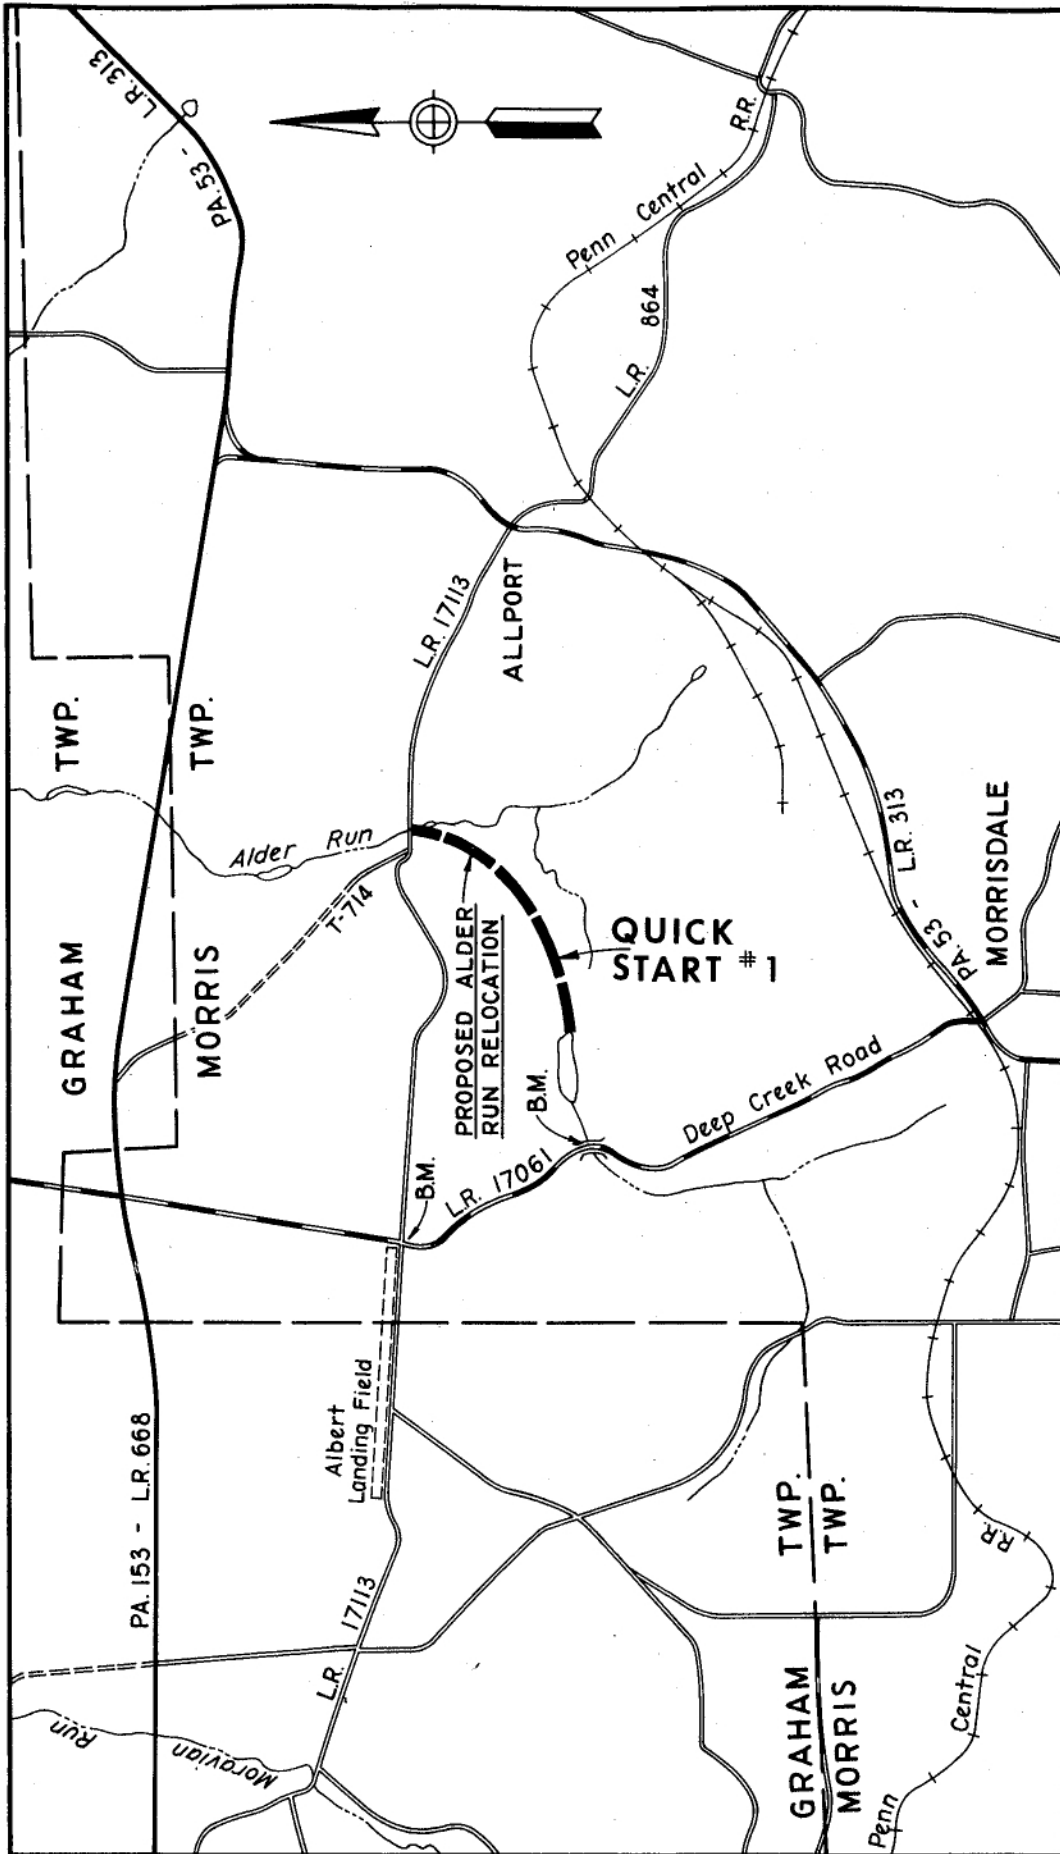 PA. 53 - L.R. 313
R.R.
Penn Central
864
L.R.
L.R. 17113
ALLPORT
TWP.
TWP.
Alder Run
T-714
GRAHAM
MORRIS
PROPOSED ALDER
RUN RELOCATION
QUICK
START #1
L.R. 313
PA. 53 -
MORRISDALE
B.M.
Deep Creek Road
B.M.
L.R. 17061
Albert
Landing Field
PA. 153 - L.R. 668
17113
L.R.
TWP.
TWP.
R.R.
Moravian Run
GRAHAM
MORRIS
Penn Central